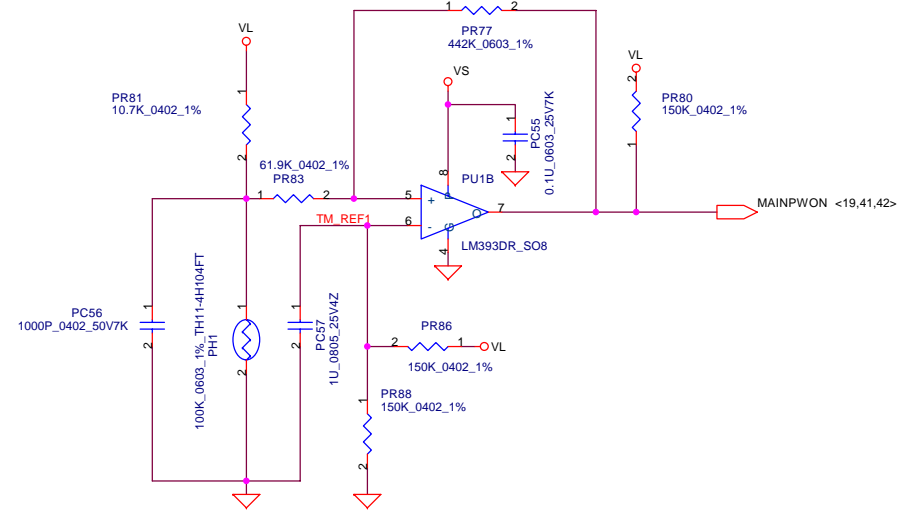 1
2
PR77
442K_0603_1%
VL
VS
VL
PR81
10.7K_0402_1%
1
2
1
2
PC55
0.1U_0603_25V7K
2
1
PR80
150K_0402_1%
61.9K_0402_1%
PR83
1
2
8
PU1B
5
+
P
O
7
MAINPWON <19,41,42>
TM_REF1
6
-
G
4
LM393DR_SO8
PC56
1000P_0402_50V7K
1
2
100K_0603_1%_TH11-4H104FT
PH1
1
2
1
2
PC57
1U_0805_25V4Z
PR86
2
1
VL
150K_0402_1%
PR88
150K_0402_1%
1
2